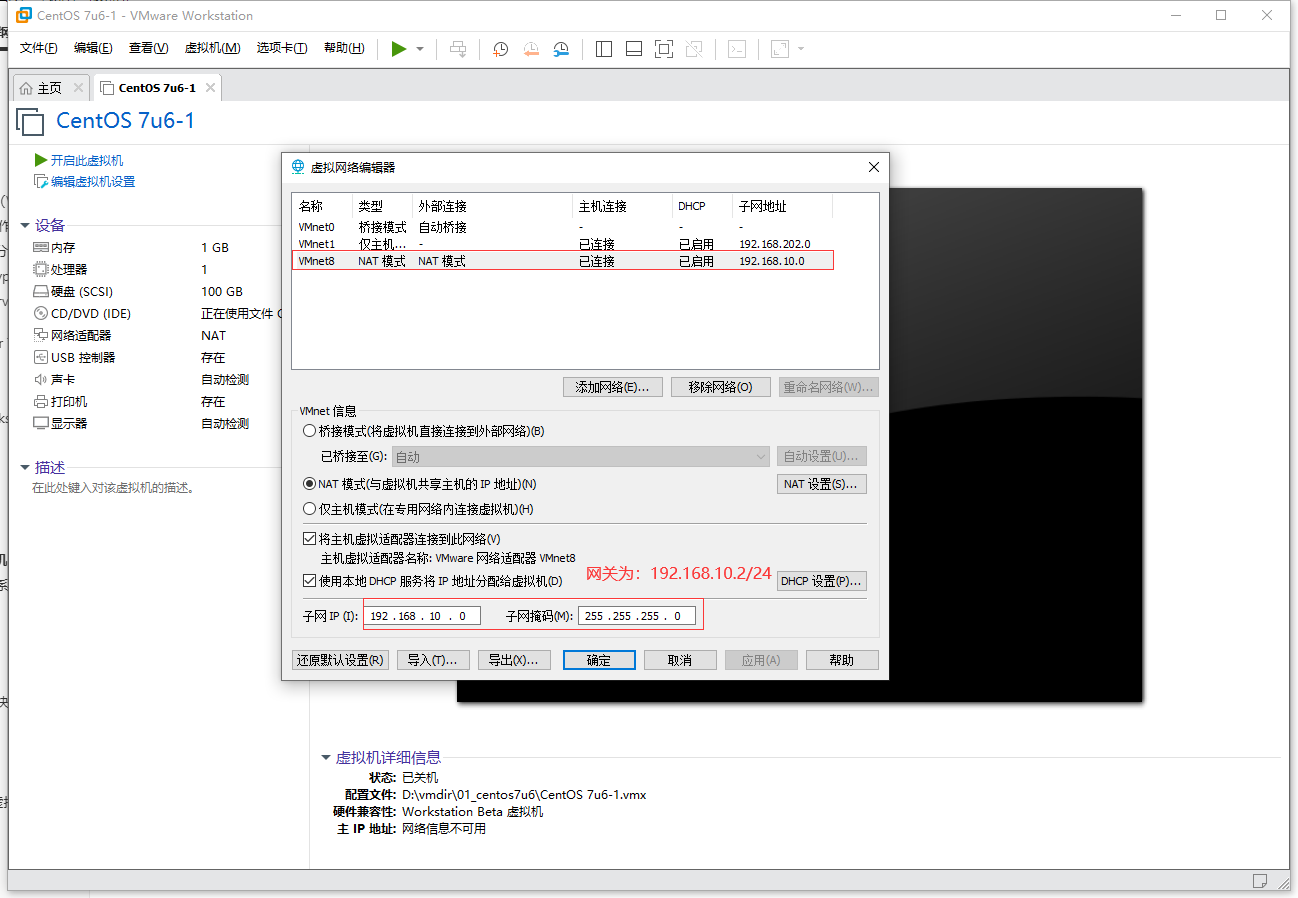 CentOS 7u6-1 - VMware Workstation
文件(F) 编辑(E) 查看(V) 虚拟机(M) 选项卡(T) 帮助(H)
主页 CentOS 7u6-1
CentOS 7u6-1
开启此虚拟机
编辑虚拟机设置
设备
内存 1 GB
处理器 1
硬盘 (SCSI) 100 GB
CD/DVD (IDE) 正在使用文件
网络适配器 NAT
USB 控制器 存在
声卡 自动检测
打印机 存在
显示器 自动检测
描述
在此处键入对该虚拟机的描述。
虚拟网络编辑器
名称 类型 外部连接 主机连接 DHCP 子网地址
VMnet0 桥接模式 自动桥接 - - -
VMnet1 仅主机... - 已连接 已启用 192.168.202.0
VMnet8 NAT 模式 NAT 模式 已连接 已启用 192.168.10.0
添加网络(E)... 移除网络(O) 重命名网络(W)...
VMnet 信息
桥接模式(将虚拟机直接连接到外部网络)(B)
已桥接至(G): 自动 自动设置(U)...
NAT 模式(与虚拟机共享主机的 IP 地址)(N) NAT 设置(S)...
仅主机模式(在专用网络内连接虚拟机)(H)
将主机虚拟适配器连接到此网络(V)
主机虚拟适配器名称: VMware 网络适配器 VMnet8
使用本地 DHCP 服务将 IP 地址分配给虚拟机(D) 网关为：192.168.10.2/24 DHCP 设置(P)...
子网 IP (I): 192 . 168 . 10 . 0 子网掩码(M): 255 . 255 . 255 . 0
还原默认设置(R) 导入(T)... 导出(X)... 确定 取消 应用(A) 帮助
虚拟机详细信息
状态: 已关机
配置文件: D:\vmdir\01_centos7u6\CentOS 7u6-1.vmx
硬件兼容性: Workstation Beta 虚拟机
主 IP 地址: 网络信息不可用